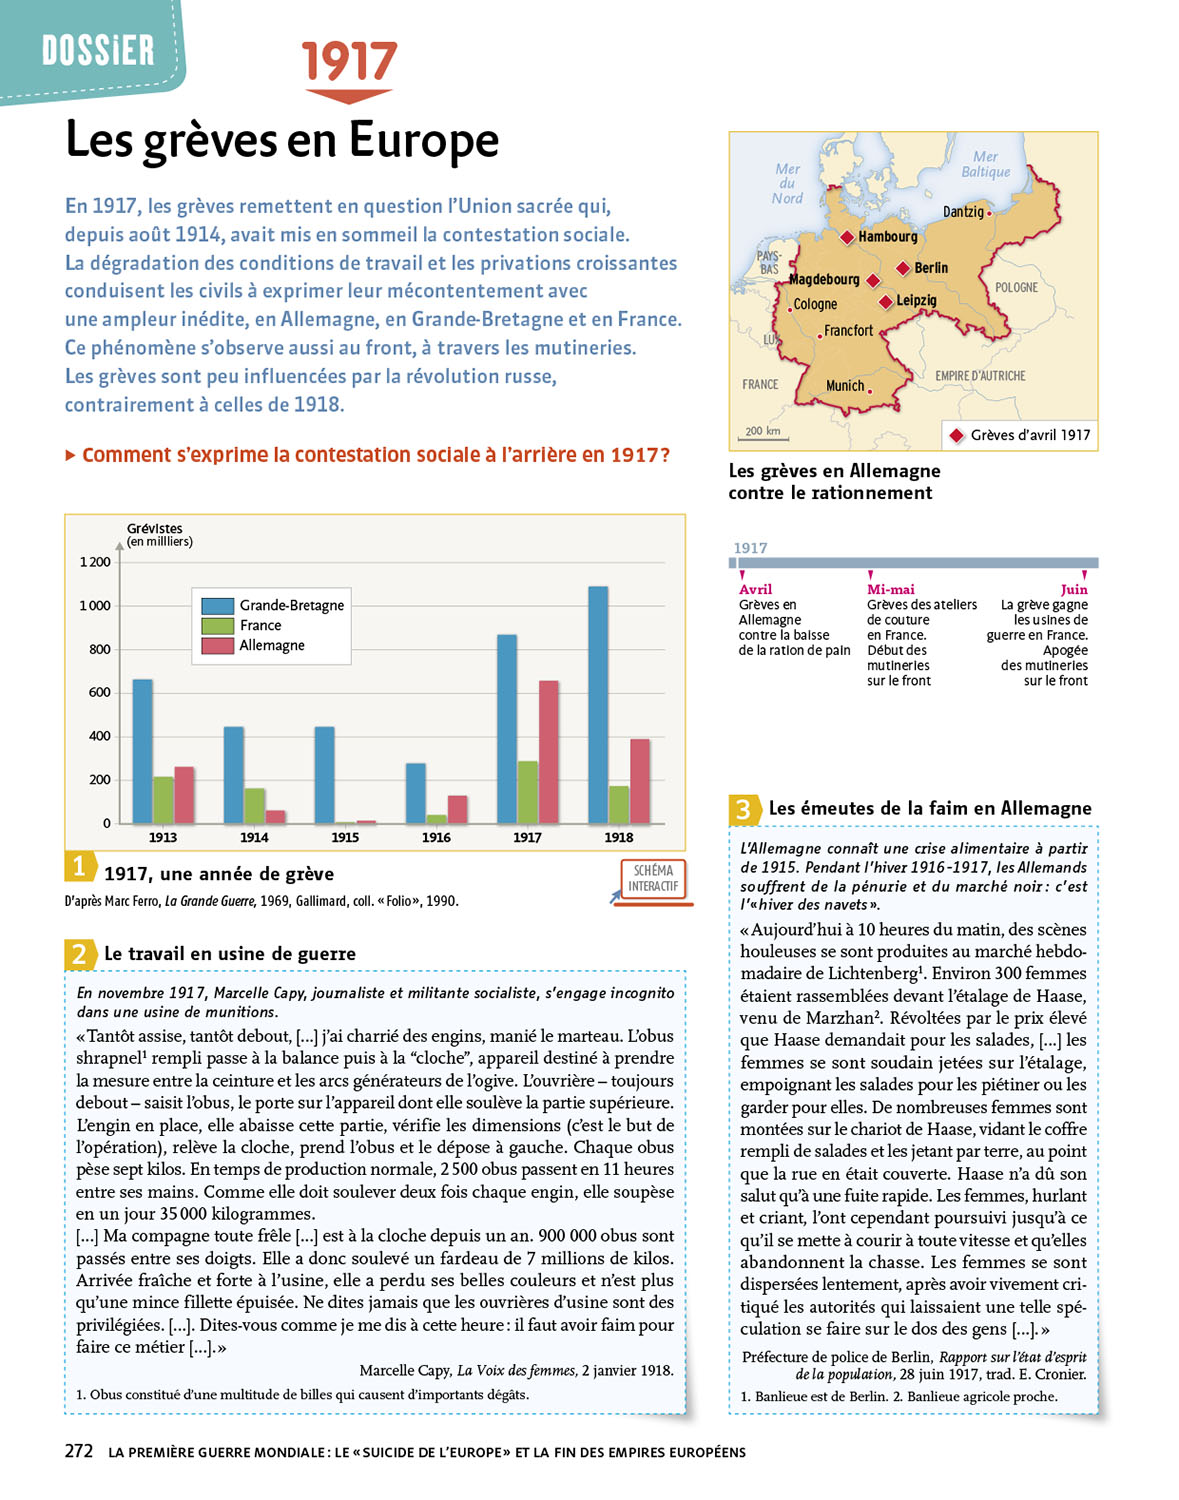 DOSSiER
1917
Les grèves en Europe
En 1917, les grèves remettent en question l’Union sacrée qui,
depuis août 1914, avait mis en sommeil la contestation sociale.
La dégradation des conditions de travail et les privations croissantes
conduisent les civils à exprimer leur mécontentement avec
une ampleur inédite, en Allemagne, en Grande-Bretagne et en France.
Ce phénomène s’observe aussi au front, à travers les mutineries.
Les grèves sont peu influencées par la révolution russe,
contrairement à celles de 1918.
▶ Comment s’exprime la contestation sociale à l’arrière en 1917 ?
Mer
du
Nord
Mer
Baltique
Dantzig
Hambourg
PAYS-
BAS
Berlin
Magdebourg
POLOGNE
Leipzig
Cologne
Francfort
LUX.
FRANCE
Munich
EMPIRE D’AUTRICHE
200 km
Grèves d’avril 1917
Les grèves en Allemagne
contre le rationnement
1917
Avril
Grèves en
Allemagne
contre la baisse
de la ration de pain
Mi-mai
Grèves des ateliers
de couture
en France.
Début des
mutineries
sur le front
Juin
La grève gagne
les usines de
guerre en France.
Apogée
des mutineries
sur le front
Grévistes
(en millliers)
1 200
1 000
800
600
400
200
0
Grande-Bretagne
France
Allemagne
1913 1914 1915 1916 1917 1918
1 1917, une année de grève
D’après Marc Ferro, La Grande Guerre, 1969, Gallimard, coll. « Folio », 1990.
SCHÉMA
INTERACTIF
2 Le travail en usine de guerre
En novembre 1917, Marcelle Capy, journaliste et militante socialiste, s’engage incognito
dans une usine de munitions.
« Tantôt assise, tantôt debout, [...] j’ai charrié des engins, manié le marteau. L’obus
shrapnel¹ rempli passe à la balance puis à la “cloche”, appareil destiné à prendre
la mesure entre la ceinture et les arcs générateurs de l’ogive. L’ouvrière – toujours
debout – saisit l’obus, le porte sur l’appareil dont elle soulève la partie supérieure.
L’engin en place, elle abaisse cette partie, vérifie les dimensions (c’est le but de
l’opération), relève la cloche, prend l’obus et le dépose à gauche. Chaque obus
pèse sept kilos. En temps de production normale, 2 500 obus passent en 11 heures
entre ses mains. Comme elle doit soulever deux fois chaque engin, elle soupèse
en un jour 35 000 kilogrammes.
[...] Ma compagne toute frêle [...] est à la cloche depuis un an. 900 000 obus sont
passés entre ses doigts. Elle a donc soulevé un fardeau de 7 millions de kilos.
Arrivée fraîche et forte à l’usine, elle a perdu ses belles couleurs et n’est plus
qu’une mince fillette épuisée. Ne dites jamais que les ouvrières d’usine sont des
privilégiées. [...]. Dites-vous comme je me dis à cette heure : il faut avoir faim pour
faire ce métier [...]. »
Marcelle Capy, La Voix des femmes, 2 janvier 1918.
1. Obus constitué d’une multitude de billes qui causent d’importants dégâts.
3 Les émeutes de la faim en Allemagne
L’Allemagne connaît une crise alimentaire à partir
de 1915. Pendant l’hiver 1916-1917, les Allemands
souffrent de la pénurie et du marché noir : c’est
l’« hiver des navets ».
« Aujourd’hui à 10 heures du matin, des scènes
houleuses se sont produites au marché hebdo-
madaire de Lichtenberg¹. Environ 300 femmes
étaient rassemblées devant l’étalage de Haase,
venu de Marzhan². Révoltées par le prix élevé
que Haase demandait pour les salades, [...] les
femmes se sont soudain jetées sur l’étalage,
empoignant les salades pour les piétiner ou les
garder pour elles. De nombreuses femmes sont
montées sur le chariot de Haase, vidant le coffre
rempli de salades et les jetant par terre, au point
que la rue en était couverte. Haase n’a dû son
salut qu’à une fuite rapide. Les femmes, hurlant
et criant, l’ont cependant poursuivi jusqu’à ce
qu’il se mette à courir à toute vitesse et qu’elles
abandonnent la chasse. Les femmes se sont
dispersées lentement, après avoir vivement cri-
tiqué les autorités qui laissaient une telle spé-
culation se faire sur le dos des gens [...]. »
Préfecture de police de Berlin, Rapport sur l’état d’esprit
de la population, 28 juin 1917, trad. E. Cronier.
1. Banlieue est de Berlin. 2. Banlieue agricole proche.
272 LA PREMIÈRE GUERRE MONDIALE : LE « SUICIDE DE L’EUROPE » ET LA FIN DES EMPIRES EUROPÉENS